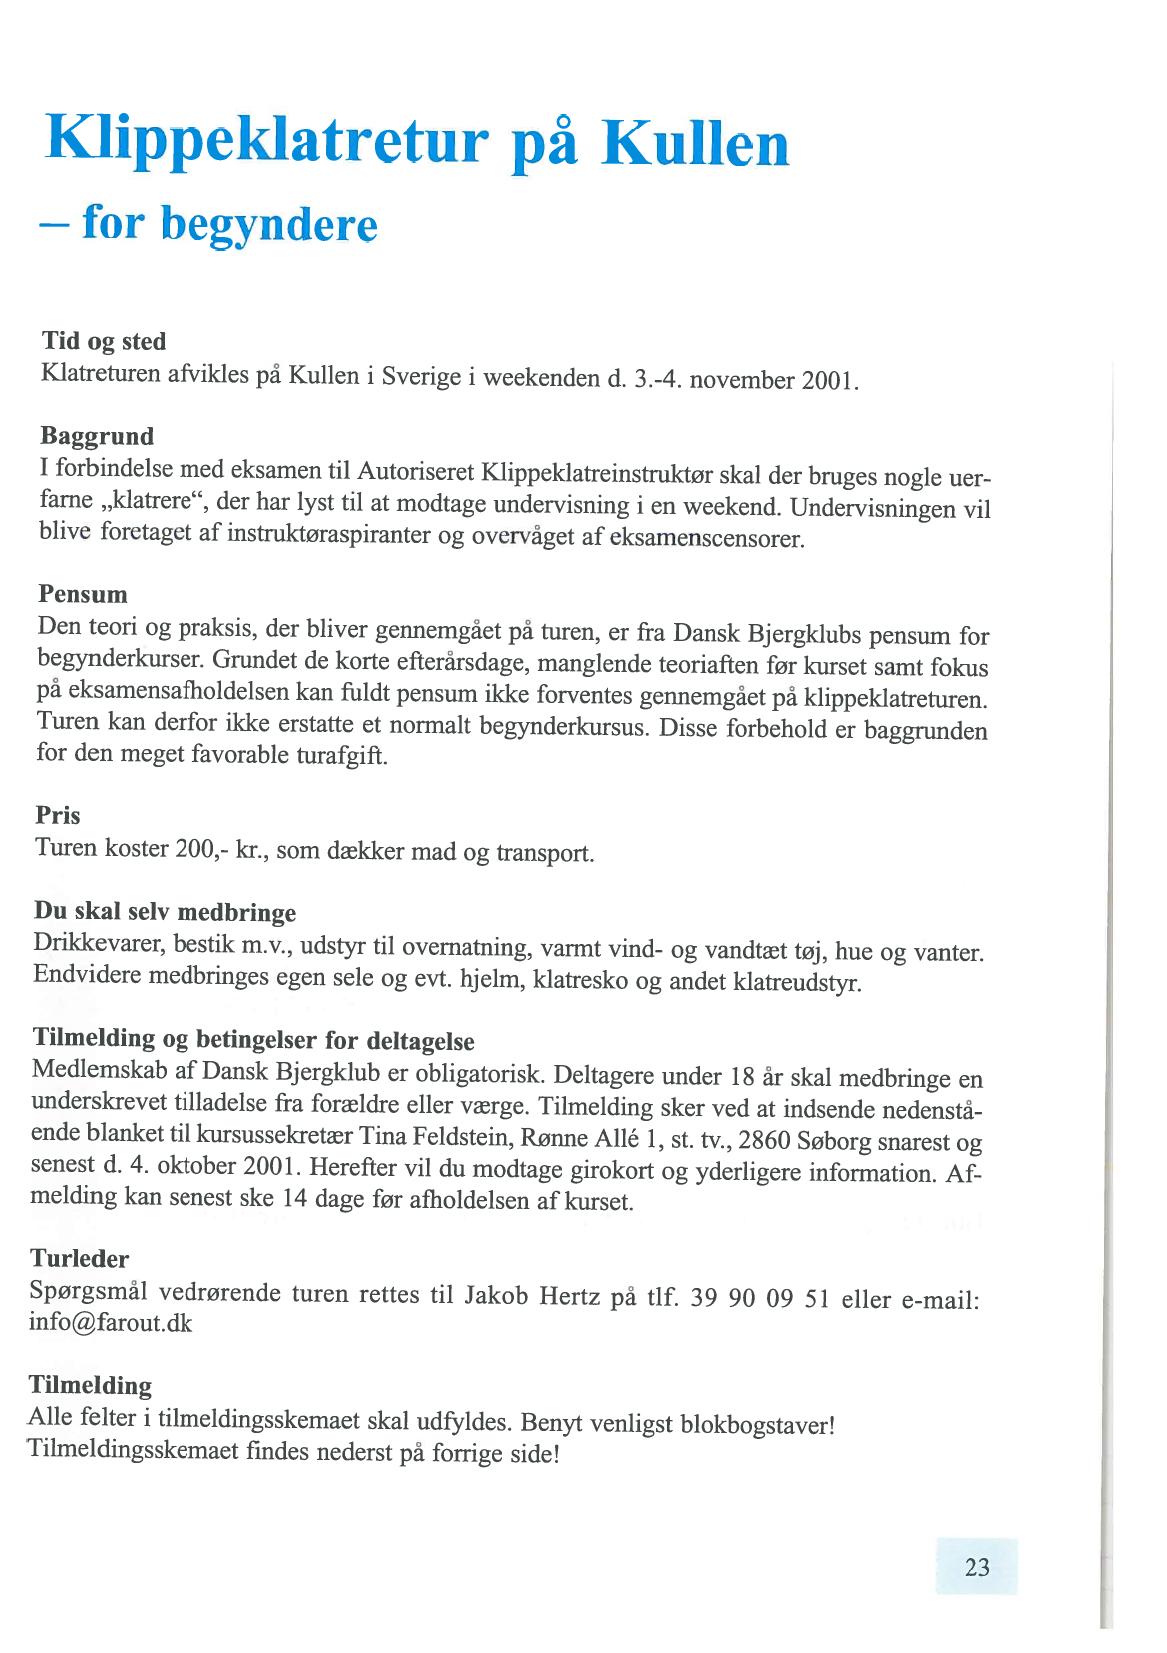 Klippeklatretur på Kullen
– for begyndere
Tid og sted
Klatreturen afvikles på Kullen i Sverige i weekenden d. 3.-4. november 2001.
Baggrund
I forbindelse med eksamen til Autoriseret Klippeklatreinstruktør skal der bruges nogle uer-
farne „klatrere“, der har lyst til at modtage undervisning i en weekend. Undervisningen vil
blive foretaget af instruktøraspiranter og overvåget af eksamenscensorer.
Pensum
Den teori og praksis, der bliver gennemgået på turen, er fra Dansk Bjergklubs pensum for
begynderkurser. Grundet de korte efterårsdage, manglende teoriaften før kurset samt fokus
på eksamensafholdelsen kan fuldt pensum ikke forventes gennemgået på klippeklatreturen.
Turen kan derfor ikke erstatte et normalt begynderkursus. Disse forbehold er baggrunden
for den meget favorable turafgift.
Pris
Turen koster 200,- kr., som dækker mad og transport.
Du skal selv medbringe
Drikkevarer, bestik m.v., udstyr til overnatning, varmt vind- og vandtæt tøj, hue og vanter.
Endvidere medbringes egen sele og evt. hjelm, klatresko og andet klatreudstyr.
Tilmelding og betingelser for deltagelse
Medlemskab af Dansk Bjergklub er obligatorisk. Deltagere under 18 år skal medbringe en
underskrevet tilladelse fra forældre eller værge. Tilmelding sker ved at indsende nedenstå-
ende blanket til kursussekretær Tina Feldstein, Rønne Allé 1, st. tv., 2860 Søborg snarest og
senest d. 4. oktober 2001. Herefter vil du modtage girokort og yderligere information. Af-
melding kan senest ske 14 dage før afholdelsen af kurset.
Turleder
Spørgsmål vedrørende turen rettes til Jakob Hertz på tlf. 39 90 09 51 eller e-mail:
info@farout.dk
Tilmelding
Alle felter i tilmeldingsskemaet skal udfyldes. Benyt venligst blokbogstaver!
Tilmeldingsskemaet findes nederst på forrige side!
23